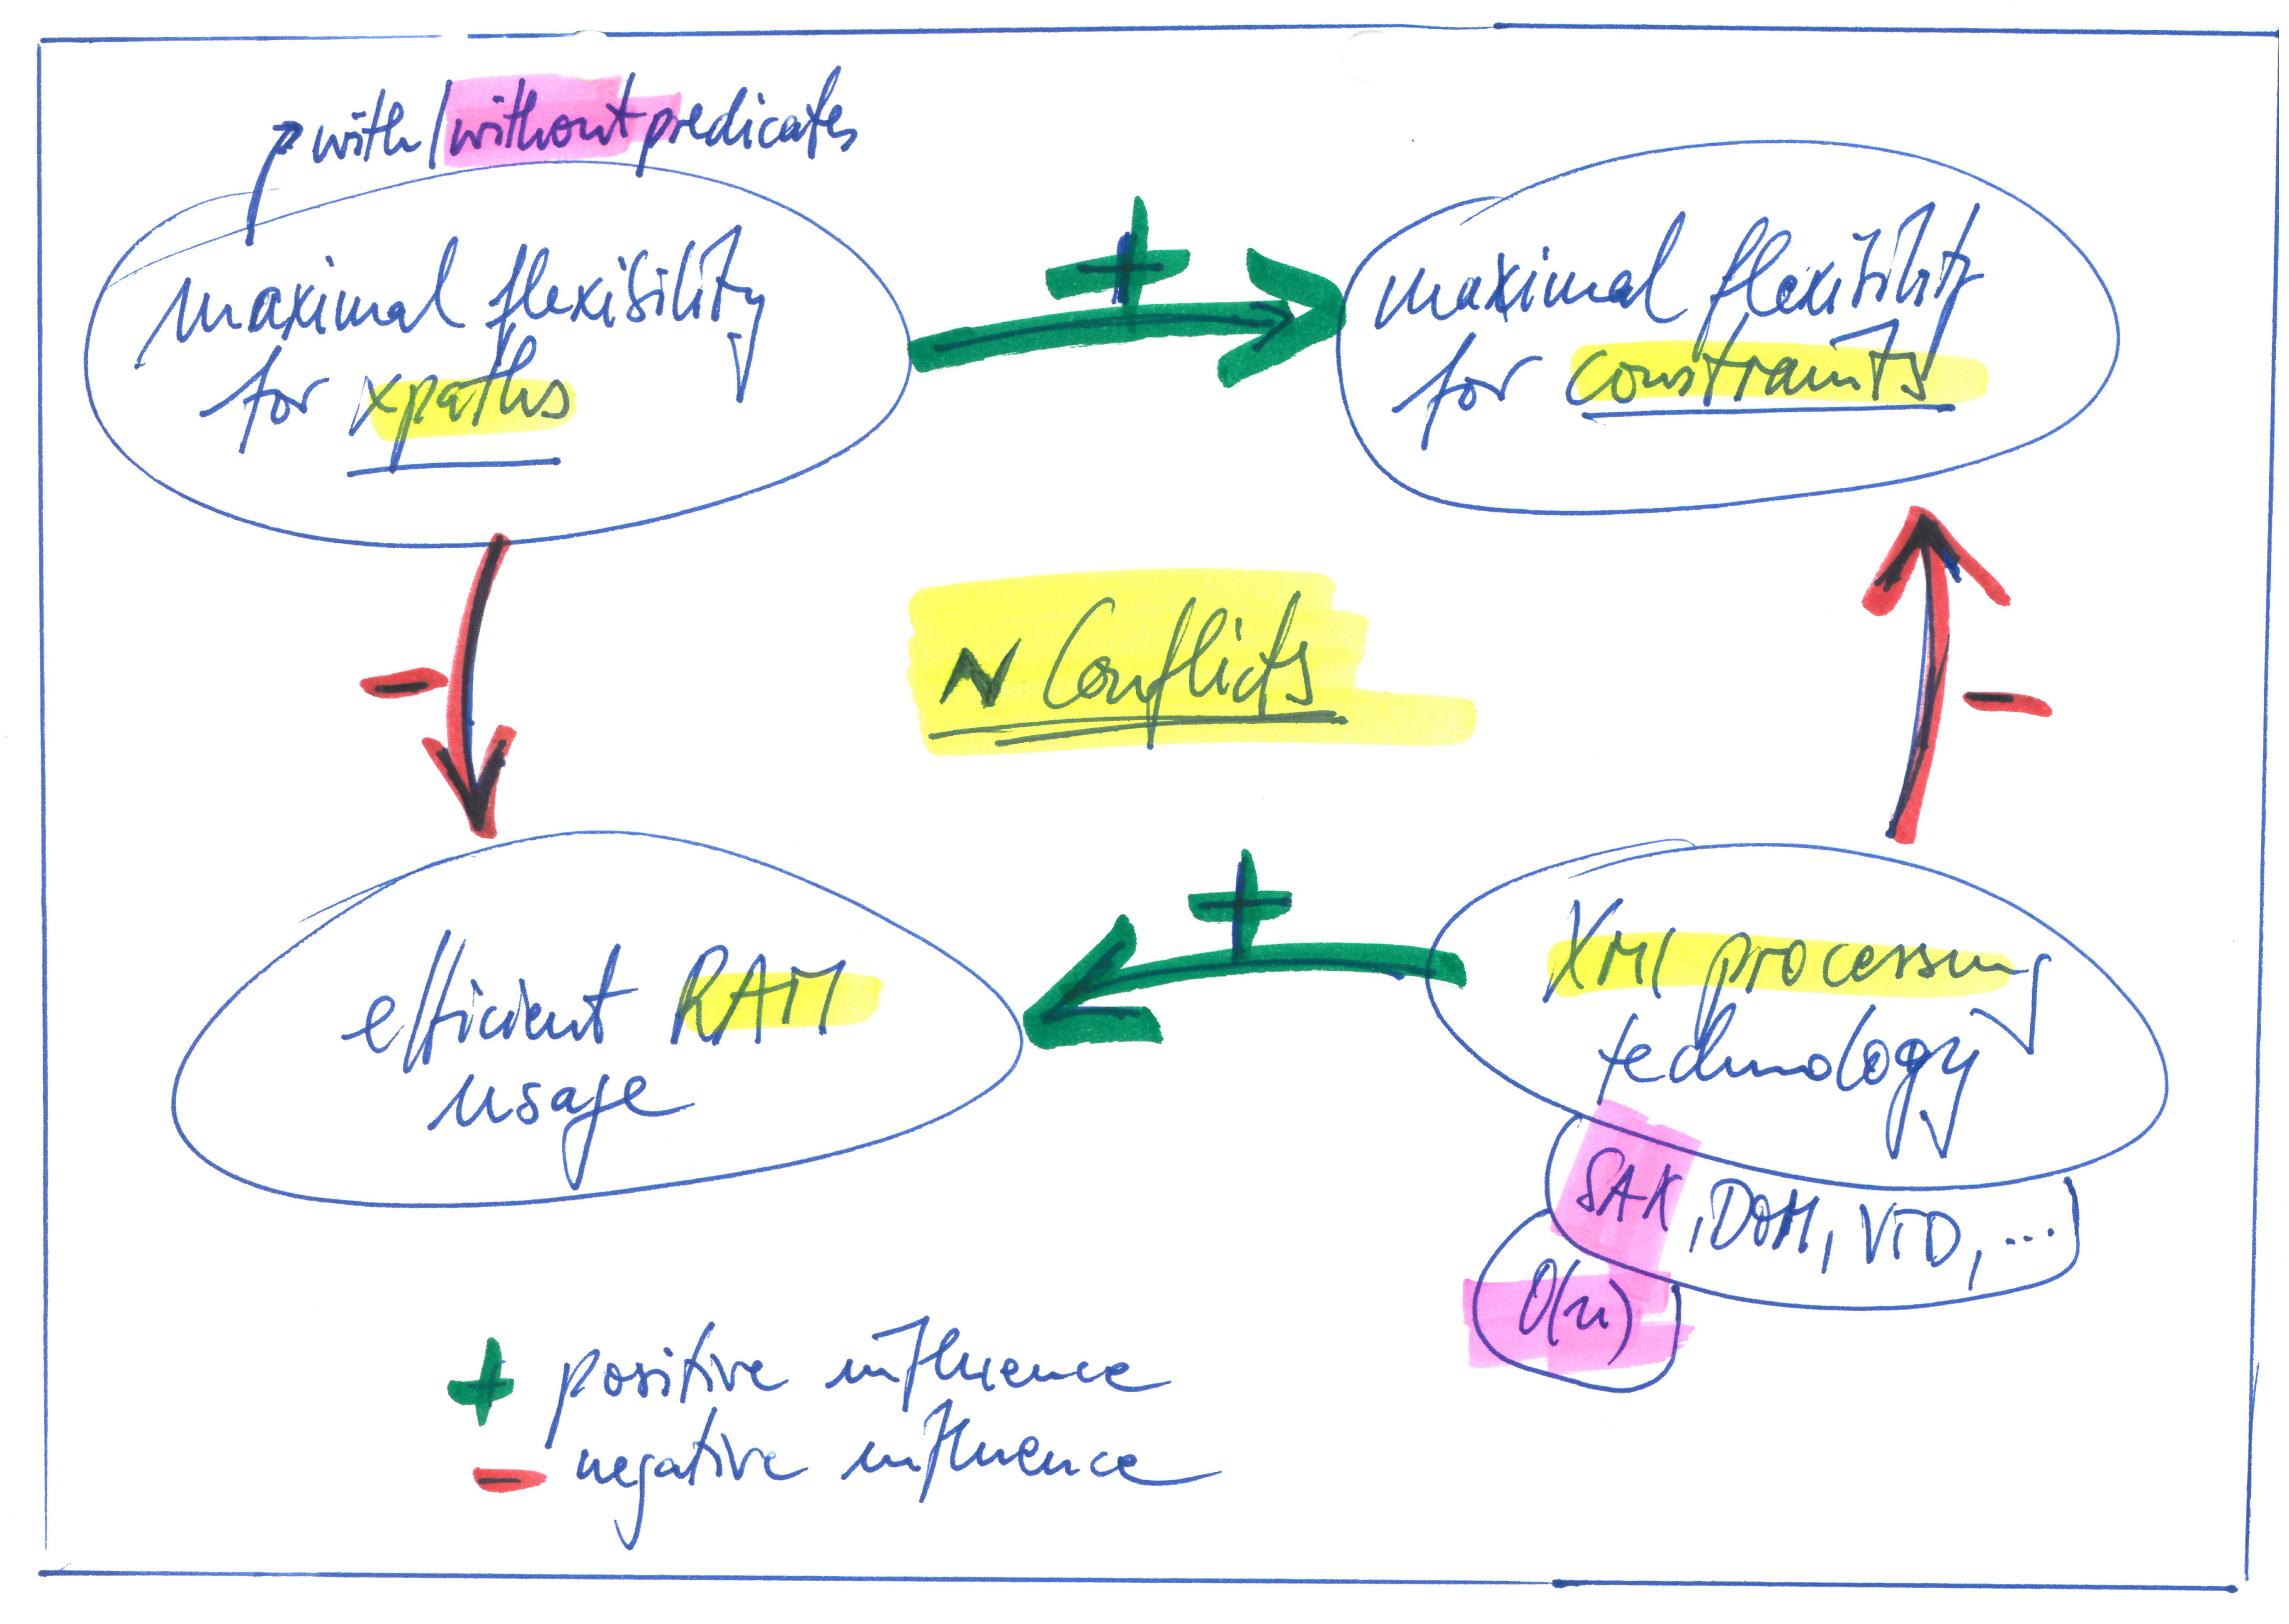 with/without predicates
maximal flexibility
for xpaths
+
maximal flexibility
for constraints
-
N Conflicts
-
efficient RAM
usage
+
XML processing
technology
SAX, DOM, VTD, ....
O(n)
+ positive influence
- negative influence